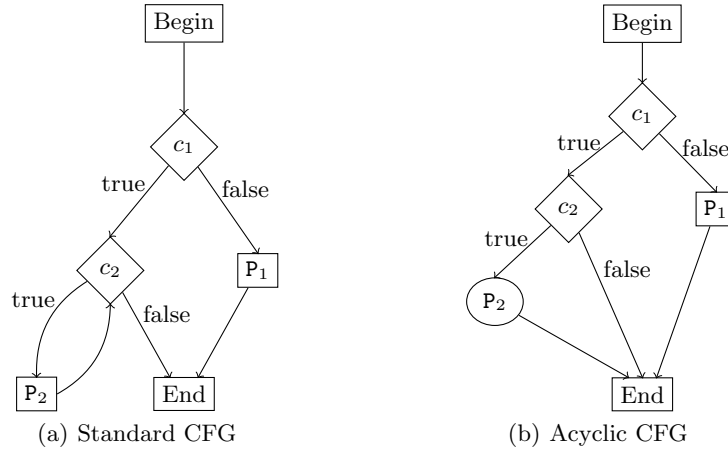 Begin
c₁
true
false
c₂
P₁
true
false
P₂
End
(a) Standard CFG
Begin
c₁
true
false
c₂
P₁
true
false
P₂
End
(b) Acyclic CFG